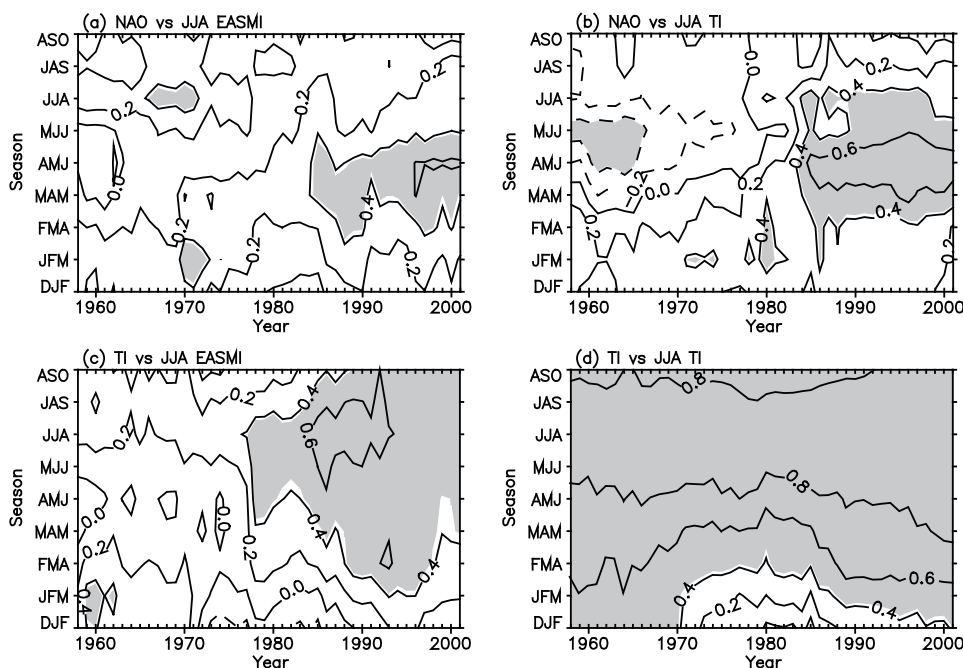 (a) NAO vs JJA EASMI
ASO
JAS
JJA
MJJ
AMJ
MAM
FMA
JFM
DJF
Season
0.2
0.2
0.2
0.0
0.4
0.2
0.2
0.2
1960 1970 1980 1990 2000
Year
(b) NAO vs JJA TI
ASO
JAS
JJA
MJJ
AMJ
MAM
FMA
JFM
DJF
0.0
0.2
0.4
0.4
0.6
-0.2
0.0
0.2
0.2
0.4
0.4
0.2
1960 1970 1980 1990 2000
Year
(c) TI vs JJA EASMI
ASO
JAS
JJA
MJJ
AMJ
MAM
FMA
JFM
DJF
Season
0.2
0.4
0.2
0.6
0.0
0.0
0.4
0.2
0.2
0.4
0.0
0.4
1960 1970 1980 1990 2000
Year
(d) TI vs JJA TI
ASO
JAS
JJA
MJJ
AMJ
MAM
FMA
JFM
DJF
0.8
0.8
0.6
0.4
0.2
0.4
1960 1970 1980 1990 2000
Year